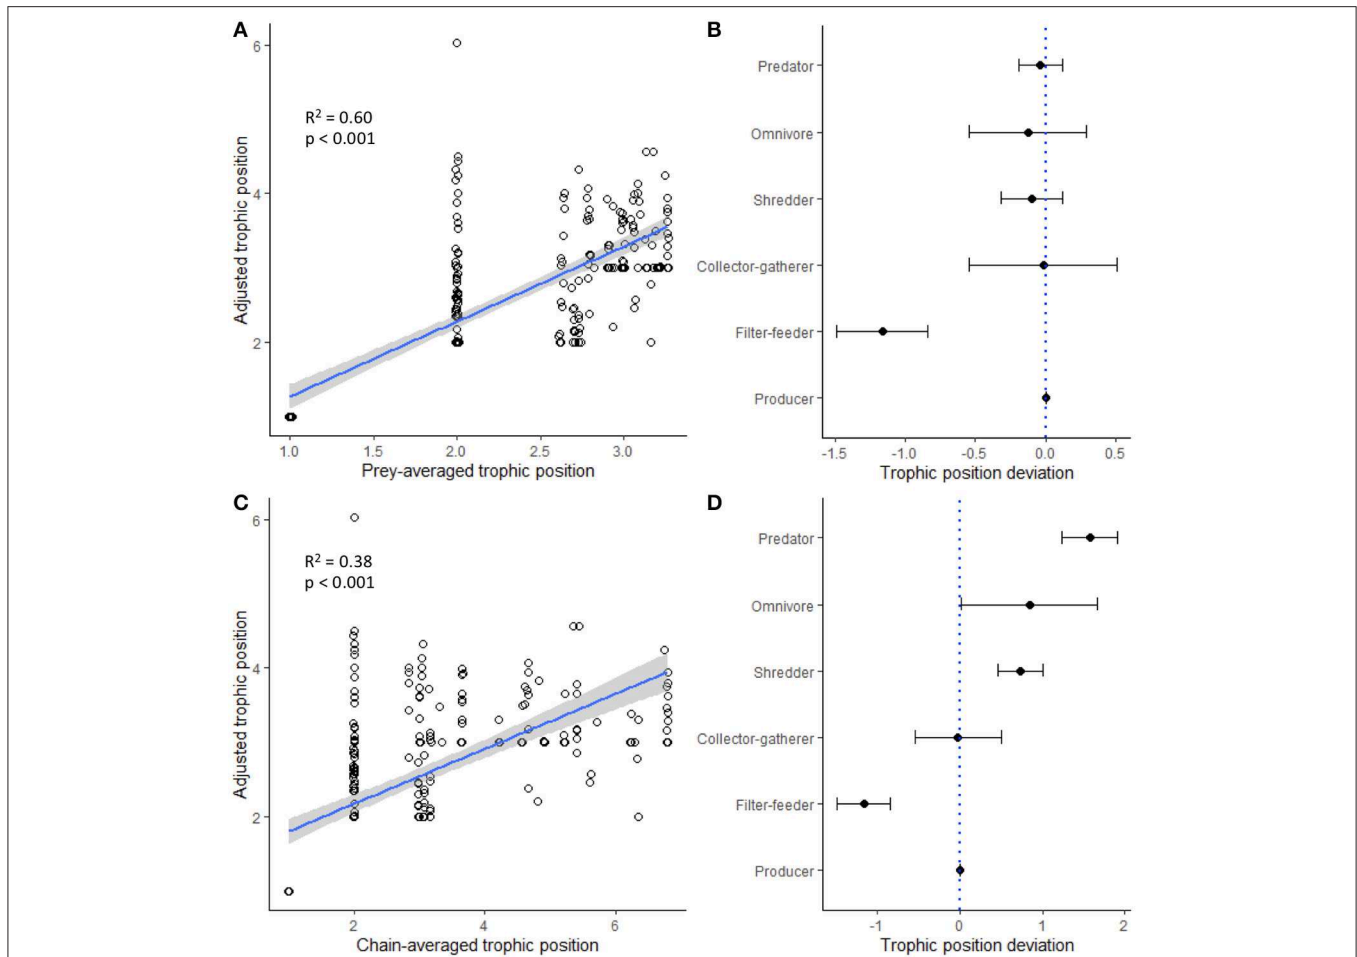 A
6
4
2
R² = 0.60
p < 0.001
Adjusted trophic position
1.0 1.5 2.0 2.5 3.0
Prey-averaged trophic position
B
Predator
Omnivore
Shredder
Collector-gatherer
Filter-feeder
Producer
-1.5 -1.0 -0.5 0.0 0.5
Trophic position deviation
C
6
4
2
R² = 0.38
p < 0.001
Adjusted trophic position
2 4 6
Chain-averaged trophic position
D
Predator
Omnivore
Shredder
Collector-gatherer
Filter-feeder
Producer
-1 0 1 2
Trophic position deviation